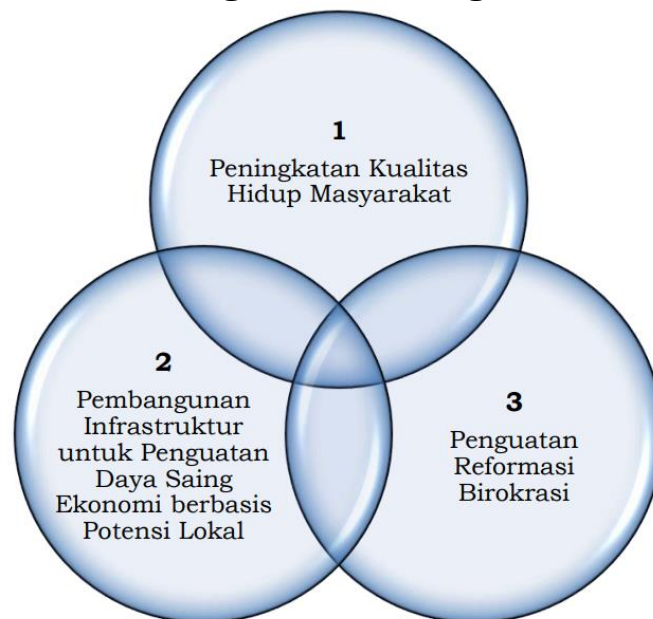 1
Peningkatan Kualitas
Hidup Masyarakat
2
Pembangunan
Infrastruktur
untuk Penguatan
Daya Saing
Ekonomi berbasis
Potensi Lokal
3
Penguatan
Reformasi
Birokrasi